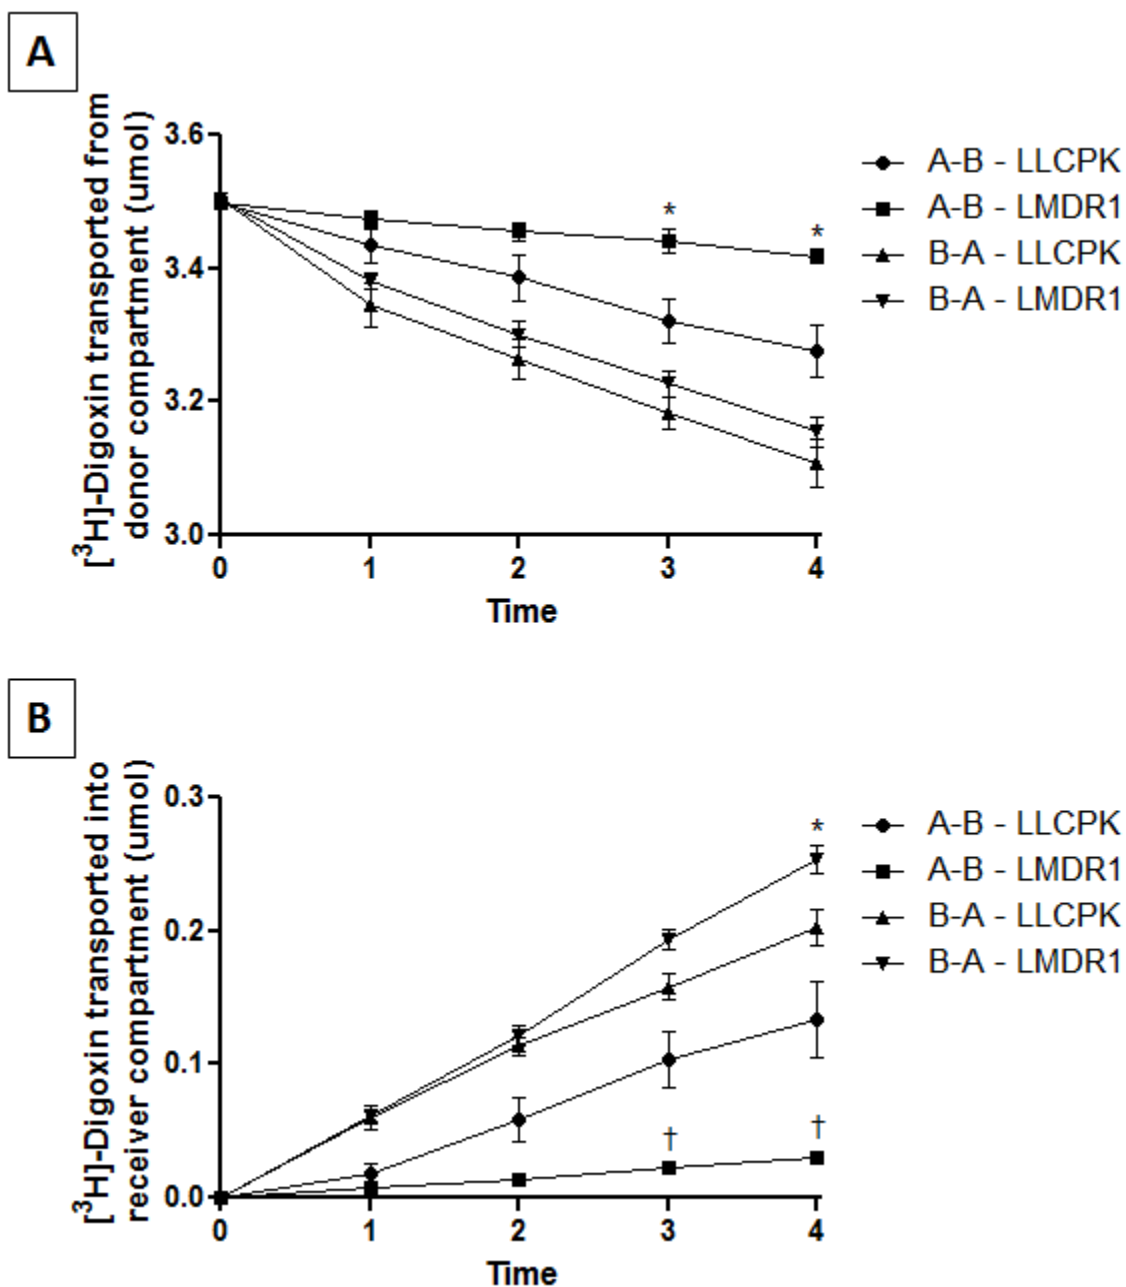 A
[³H]-Digoxin transported from
donor compartment (umol)
3.6
3.4
3.2
3.0
0 1 2 3 4
Time
* *
A-B - LLCPK
A-B - LMDR1
B-A - LLCPK
B-A - LMDR1
B
[³H]-Digoxin transported into
receiver compartment (umol)
0.3
0.2
0.1
0.0
0 1 2 3 4
Time
*
† †
A-B - LLCPK
A-B - LMDR1
B-A - LLCPK
B-A - LMDR1